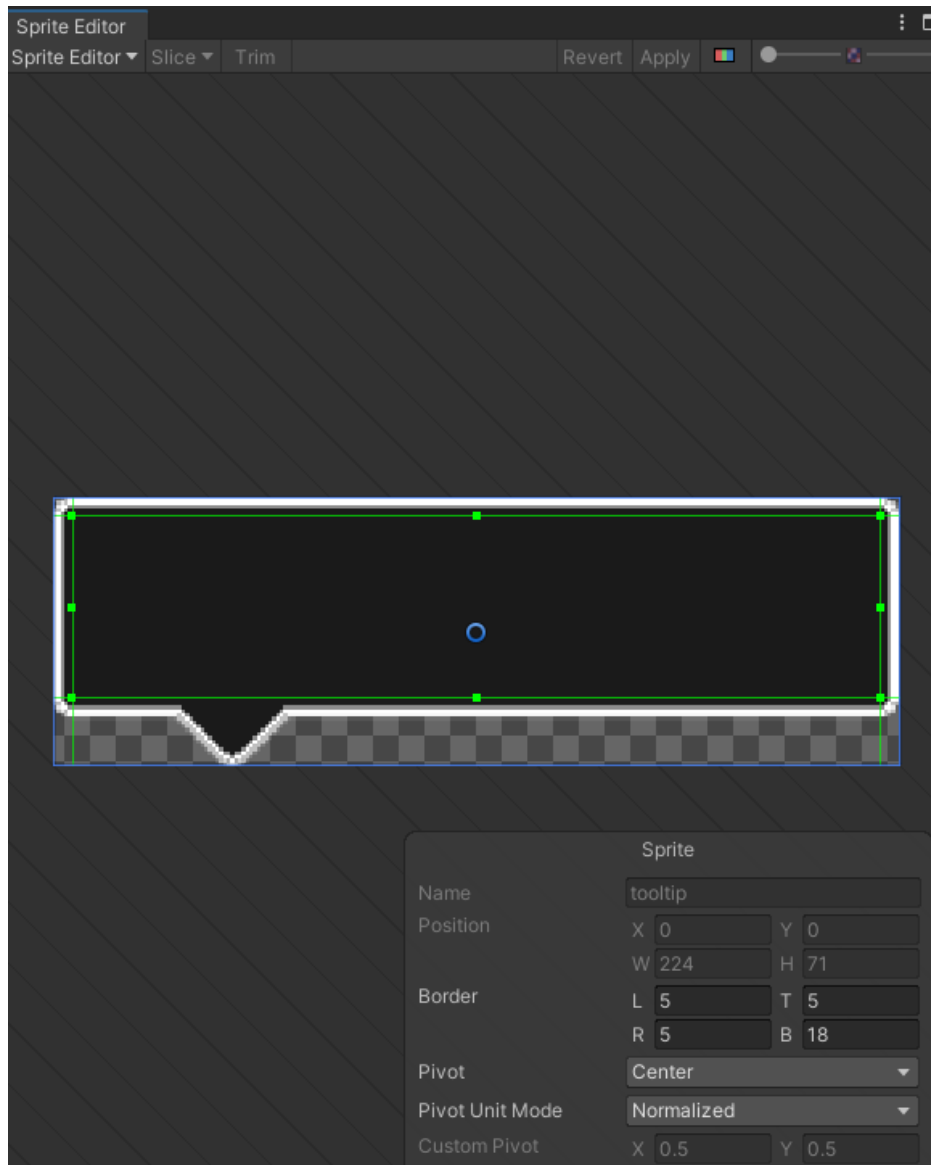 Sprite Editor
Sprite Editor Slice Trim Revert Apply
Sprite
Name tooltip
Position X 0 Y 0
W 224 H 71
Border L 5 T 5
R 5 B 18
Pivot Center
Pivot Unit Mode Normalized
Custom Pivot X 0.5 Y 0.5